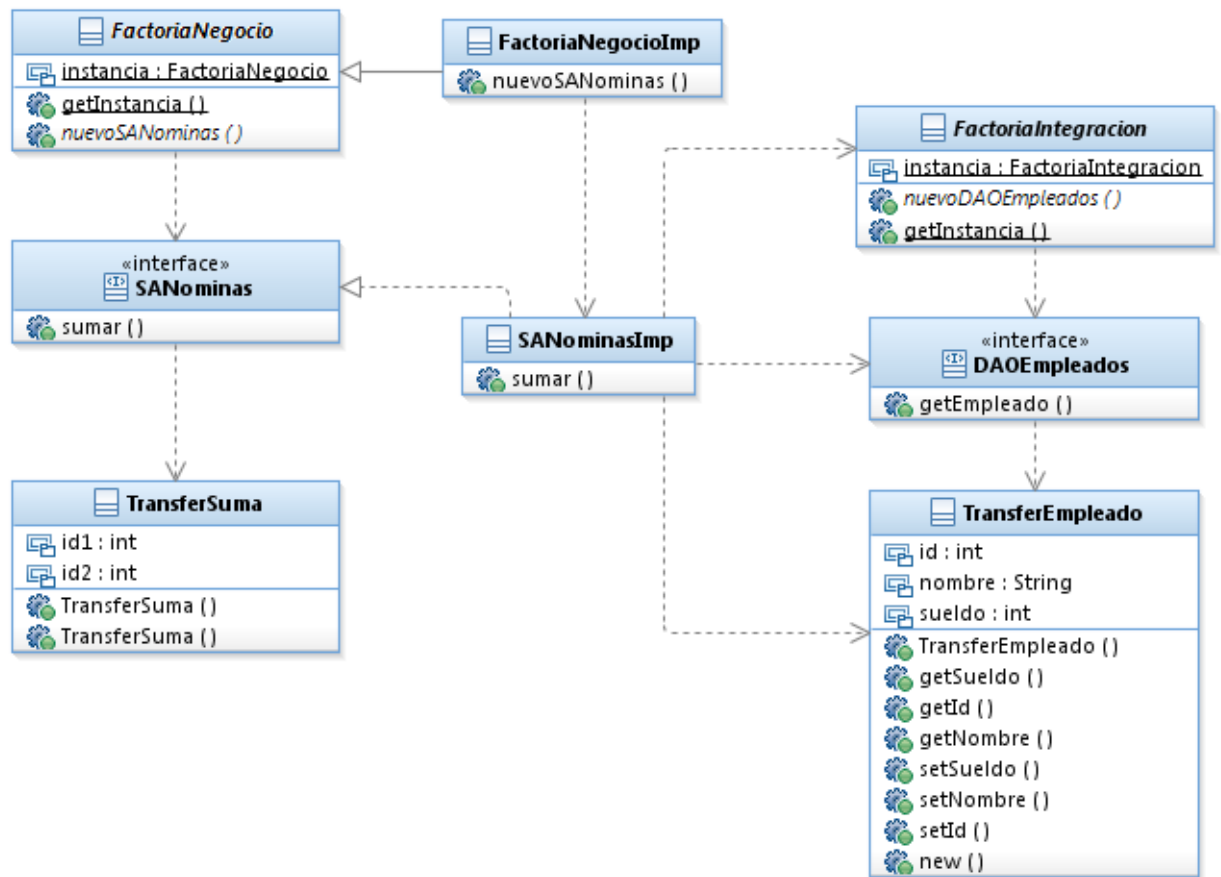 FactoriaNegocio
instancia : FactoriaNegocio
getInstancia ( )
nuevoSANominas ( )
FactoriaNegocioImp
nuevoSANominas ( )
FactoriaIntegracion
instancia : FactoriaIntegracion
nuevoDAOEmpleados ( )
getInstancia ( )
«interface»
SANominas
sumar ( )
SANominasImp
sumar ( )
«interface»
DAOEmpleados
getEmpleado ( )
TransferSuma
id1 : int
id2 : int
TransferSuma ( )
TransferSuma ( )
TransferEmpleado
id : int
nombre : String
sueldo : int
TransferEmpleado ( )
getSueldo ( )
getId ( )
getNombre ( )
setSueldo ( )
setNombre ( )
setId ( )
new ( )